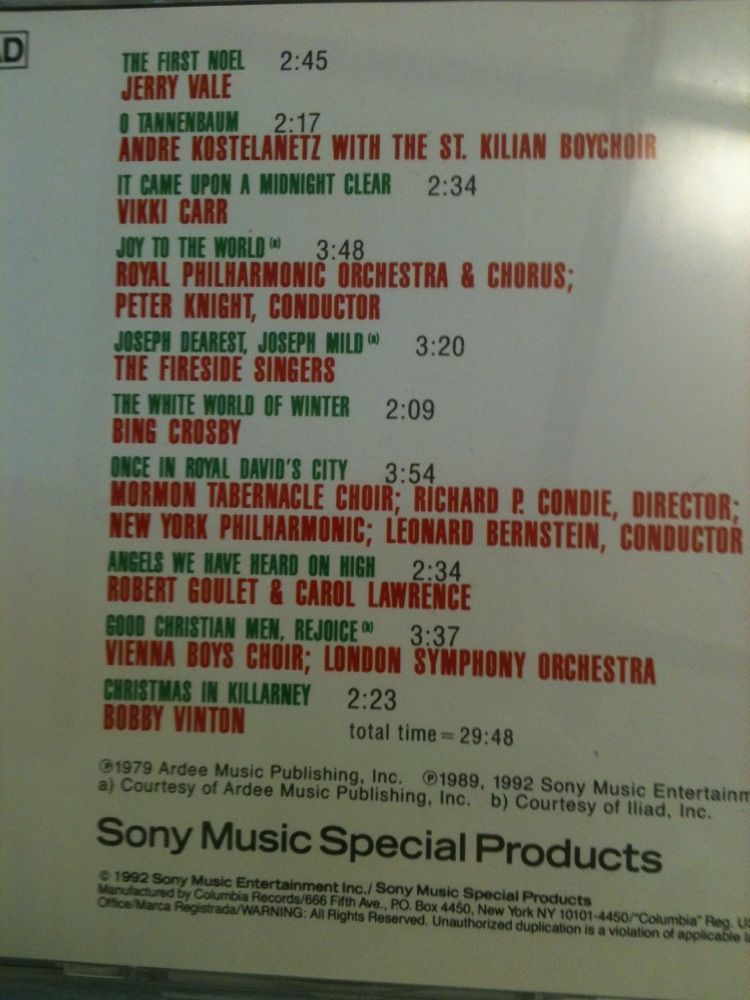 AD
THE FIRST NOEL 2:45
JERRY VALE
O TANNENBAUM 2:17
ANDRE KOSTELANETZ WITH THE ST. KILIAN BOYCHOIR
IT CAME UPON A MIDNIGHT CLEAR 2:34
VIKKI CARR
JOY TO THE WORLD (a) 3:48
ROYAL PHILHARMONIC ORCHESTRA & CHORUS;
PETER KNIGHT, CONDUCTOR
JOSEPH DEAREST, JOSEPH MILD 3:20
THE FIRESIDE SINGERS
THE WHITE WORLD OF WINTER 2:09
BING CROSBY
ONCE IN ROYAL DAVID'S CITY 3:54
MORMON TABERNACLE CHOIR; RICHARD P. CONDIE, DIRECTOR;
NEW YORK PHILHARMONIC; LEONARD BERNSTEIN, CONDUCTOR
ANGELS WE HAVE HEARD ON HIGH 2:34
ROBERT GOULET & CAROL LAWRENCE
GOOD CHRISTIAN MEN, REJOICE 3:37
VIENNA BOYS CHOIR; LONDON SYMPHONY ORCHESTRA
CHRISTMAS IN KILLARNEY 2:23
BOBBY VINTON
total time = 29:48
℗1979 Ardee Music Publishing, Inc. ℗1989, 1992 Sony Music Entertainm
a) Courtesy of Ardee Music Publishing, Inc. b) Courtesy of Iliad, Inc.
Sony Music Special Products
© 1992 Sony Music Entertainment Inc./ Sony Music Special Products
Manufactured by Columbia Records/666 Fifth Ave., P.O. Box 4450, New York NY 10101-4450/"Columbia" Reg. U.S
Office/Marca Registrada/WARNING: All Rights Reserved. Unauthorized duplication is a violation of applicable l